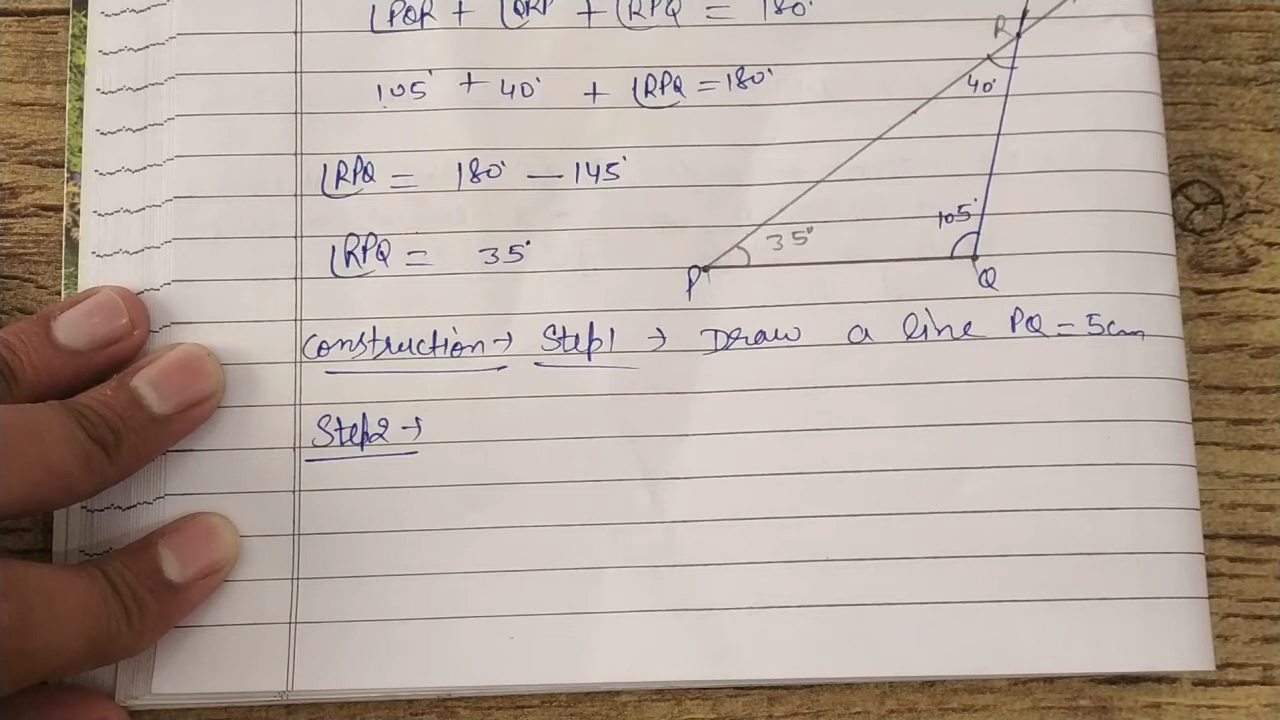 ∠PQR + ∠QRP + ∠RPQ = 180°
105° + 40° + ∠RPQ = 180°
∠RPQ = 180° — 145°
∠RPQ = 35°
R
40°
105°
35°
P
Q
Construction → Step1 → Draw a line PQ = 5cm
Step2 →